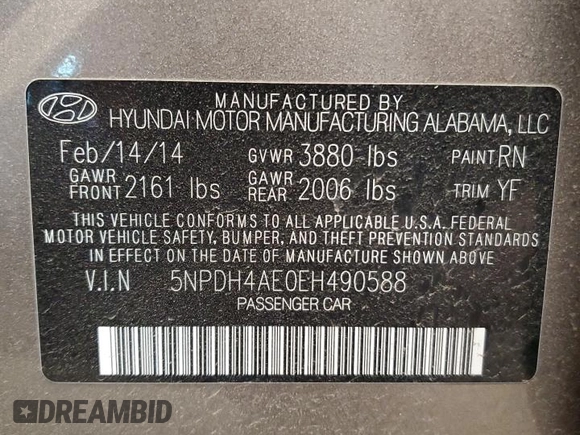 MANUFACTURED BY
HYUNDAI MOTOR MANUFACTURING ALABAMA, LLC
Feb/14/14 GVWR 3880 lbs PAINT RN
GAWR FRONT 2161 lbs GAWR REAR 2006 lbs TRIM YF
THIS VEHICLE CONFORMS TO ALL APPLICABLE U.S.A. FEDERAL
MOTOR VEHICLE SAFETY, BUMPER, AND THEFT PREVENTION STANDARDS
IN EFFECT ON THE DATE OF MANUFACTURE SHOWN ABOVE.
V.I.N 5NPDH4AE0EH490588
PASSENGER CAR
DREAMBID